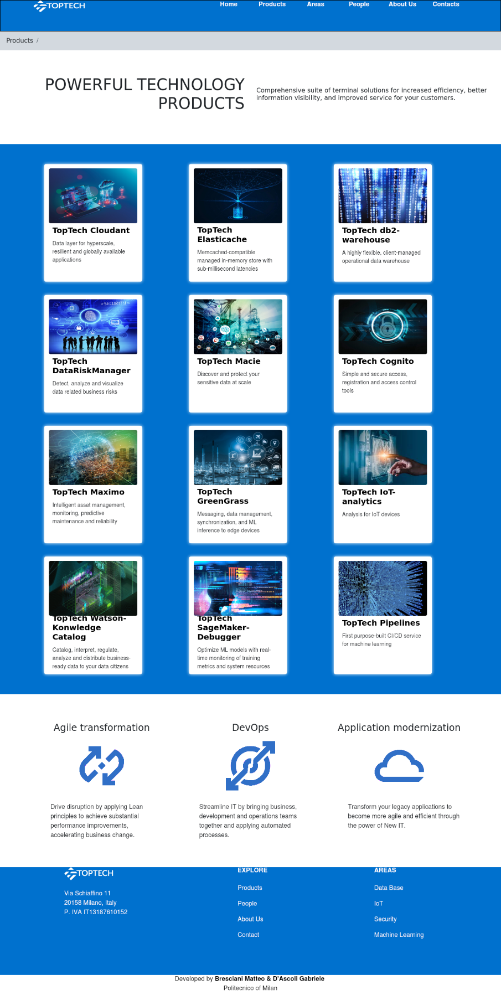 TOPTECH
Home Products Areas People About Us Contacts
Products /
POWERFUL TECHNOLOGY
PRODUCTS
Comprehensive suite of terminal solutions for increased efficiency, better
information visibility, and improved service for your customers.
TopTech Cloudant
Data layer for hyperscale,
resilient and globally available
applications
TopTech
Elasticache
Memcached-compatible
managed in-memory store with
sub-millisecond latencies
TopTech db2-
warehouse
A highly flexible, client-managed
operational data warehouse
SECURITY
TopTech
DataRiskManager
Detect, analyze and visualize
data related business risks
TopTech Macie
Discover and protect your
sensitive data at scale
TopTech Cognito
Simple and secure access,
registration and access control
tools
TopTech Maximo
Intelligent asset management,
monitoring, predictive
maintenance and reliability
TopTech
GreenGrass
Messaging, data management,
synchronization, and ML
inference to edge devices
TopTech IoT-
analytics
Analysis for IoT devices
TopTech Watson-
Konwledge
Catalog
Catalog, interpret, regulate,
analyze and distribute business-
ready data to your data citizens
TopTech
SageMaker-
Debugger
Optimize ML models with real-
time monitoring of training
metrics and system resources
TopTech Pipelines
First purpose-built CI/CD service
for machine learning
Agile transformation
Drive disruption by applying Lean
principles to achieve substantial
performance improvements,
accelerating business change.
DevOps
Streamline IT by bringing business,
development and operations teams
together and applying automated
processes.
Application modernization
Transform your legacy applications to
become more agile and efficient through
the power of New IT.
TOPTECH
Via Schiaffino 11
20158 Milano, Italy
P. IVA IT13187610152
EXPLORE
Products
People
About Us
Contact
AREAS
Data Base
IoT
Security
Machine Learning
Developed by Bresciani Matteo & D'Ascoli Gabriele
Politecnico of Milan